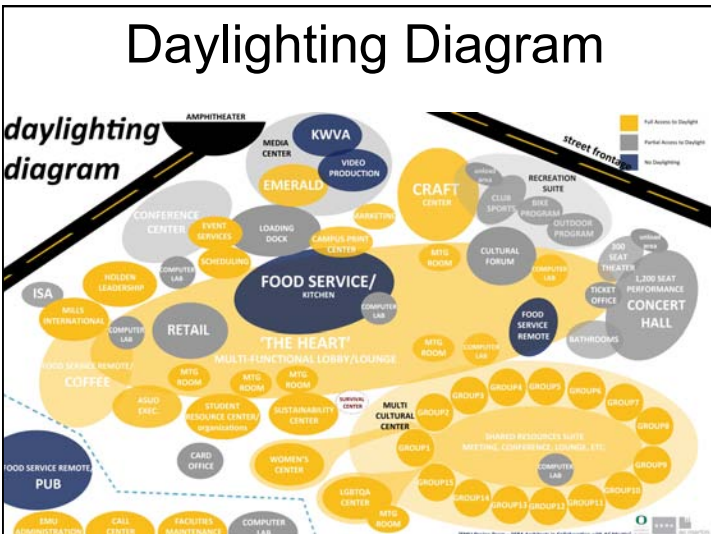 Daylighting Diagram
daylighting
diagram
AMPHITHEATER
KWVA
MEDIA
CENTER
VIDEO
PRODUCTION
EMERALD
MARKETING
CONFERENCE
CENTER
EVENT
SERVICES
LOADING
DOCK
CAMPUS PRINT
CENTER
SCHEDULING
CRAFT
CENTER
street frontage
Full Access to Daylight
Partial Access to Daylight
No Daylighting
RECREATION
SUITE
unload
area
CLUB
SPORTS
BIKE
PROGRAM
OUTDOOR
PROGRAM
HOLDEN
LEADERSHIP
COMPUTER
LAB
FOOD SERVICE/
KITCHEN
COMPUTER
LAB
MTG
ROOM
CULTURAL
FORUM
COMPUTER
LAB
200
SEAT
THEATER
unload
area
TICKET
OFFICE
1,200 SEAT
PERFORMANCE
CONCERT
HALL
BATHROOMS
ISA
MILLS
INTERNATIONAL
COMPUTER
LAB
RETAIL
'THE HEART'
MULTI-FUNCTIONAL LOBBY/LOUNGE
MTG
ROOM
COMPUTER
LAB
FOOD
SERVICE
REMOTE
FOOD SERVICE REMOTE/
COFFEE
MTG
ROOM
MTG
ROOM
MTG
ROOM
ASUO
EXEC.
STUDENT
RESOURCE CENTER/
organizations
SUSTAINABILITY
CENTER
SURVIVAL
CENTER
MULTI
CULTURAL
CENTER
GROUP1
GROUP2
GROUP3
GROUP4
GROUP5
GROUP6
GROUP7
GROUP8
GROUP9
GROUP10
GROUP11
GROUP12
GROUP13
GROUP14
GROUP15
SHARED RESOURCES SUITE
MEETING, CONFERENCE, LOUNGE, ETC.
COMPUTER
LAB
CARD
OFFICE
WOMEN'S
CENTER
LGBTQA
CENTER
MTG
ROOM
FOOD SERVICE REMOTE/
PUB
EMU
ADMINISTRATION
CALL
CENTER
FACILITIES
MAINTENANCE
COMPUTER
LAB